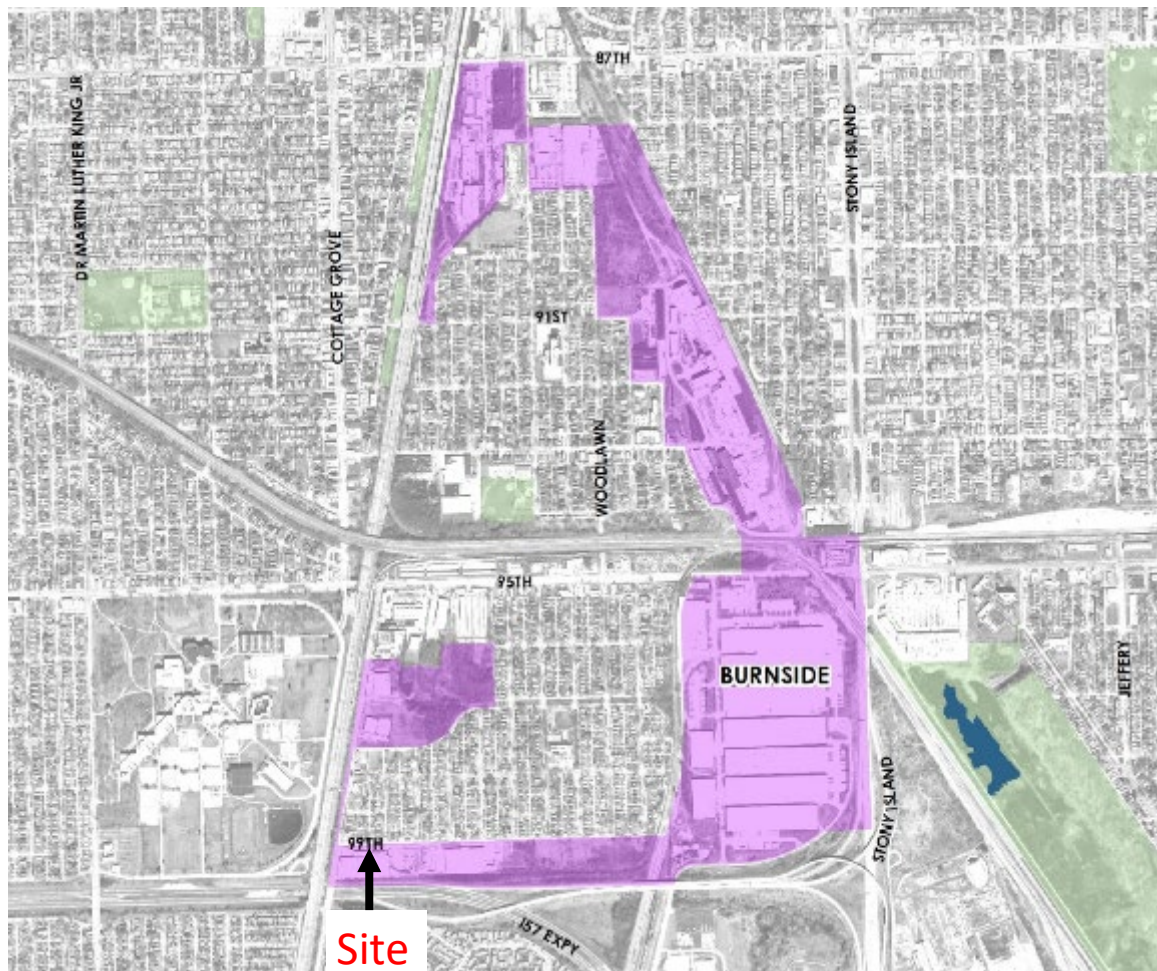 87TH
DR MARTIN LUTHER KING JR
STONY ISLAND
COTTAGE GROVE
91ST
WOODLAWN
95TH
BURNSIDE
JEFFERY
STONY ISLAND
99TH
I57 EXPY
Site